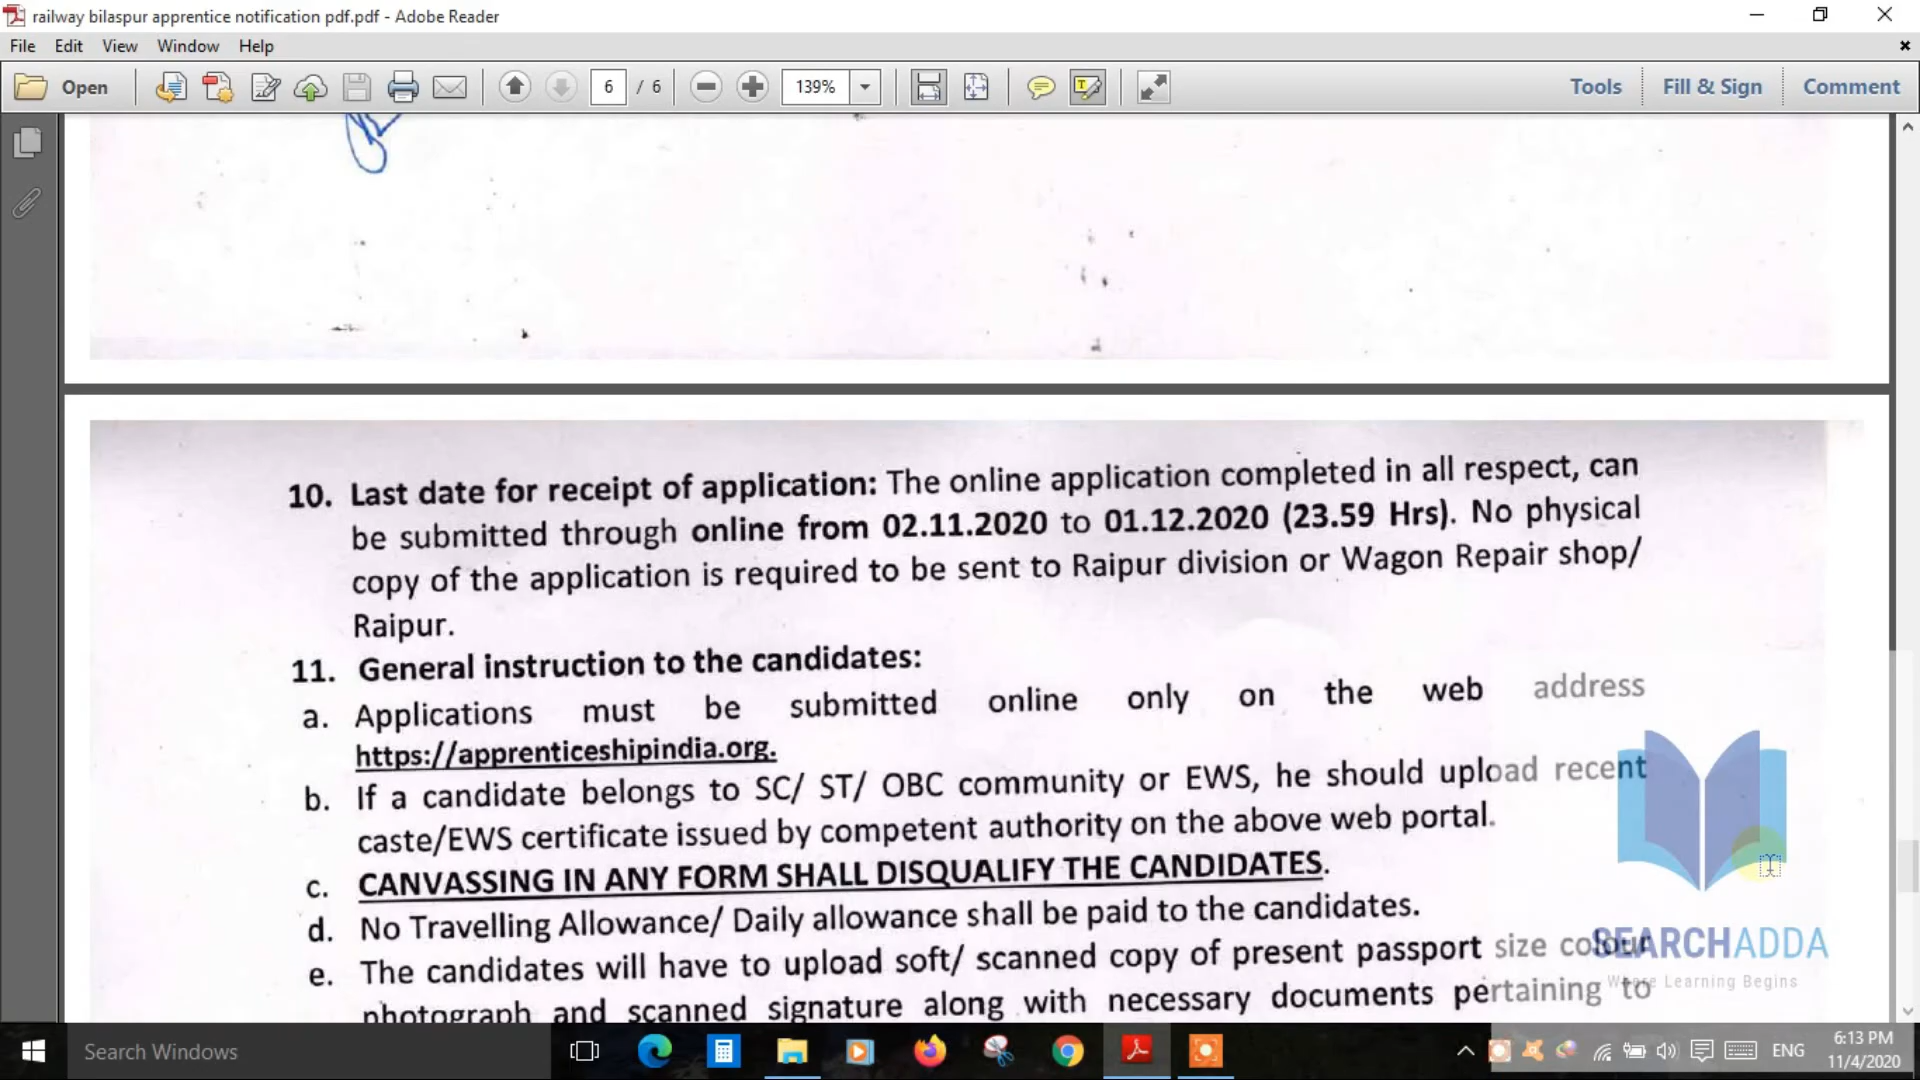 railway bilaspur apprentice notification pdf.pdf - Adobe Reader
File Edit View Window Help
Open 6 / 6 139% Tools Fill & Sign Comment
10. Last date for receipt of application: The online application completed in all respect, can
be submitted through online from 02.11.2020 to 01.12.2020 (23.59 Hrs). No physical
copy of the application is required to be sent to Raipur division or Wagon Repair shop/
Raipur.
11. General instruction to the candidates:
a. Applications must be submitted online only on the web address
https://apprenticeshipindia.org.
b. If a candidate belongs to SC/ ST/ OBC community or EWS, he should upload recent
caste/EWS certificate issued by competent authority on the above web portal.
c. CANVASSING IN ANY FORM SHALL DISQUALIFY THE CANDIDATES.
d. No Travelling Allowance/ Daily allowance shall be paid to the candidates.
e. The candidates will have to upload soft/ scanned copy of present passport size colour
photograph and scanned signature along with necessary documents pertaining to
SEARCHADDA
Where Learning Begins
Search Windows
ENG
6:13 PM
11/4/2020